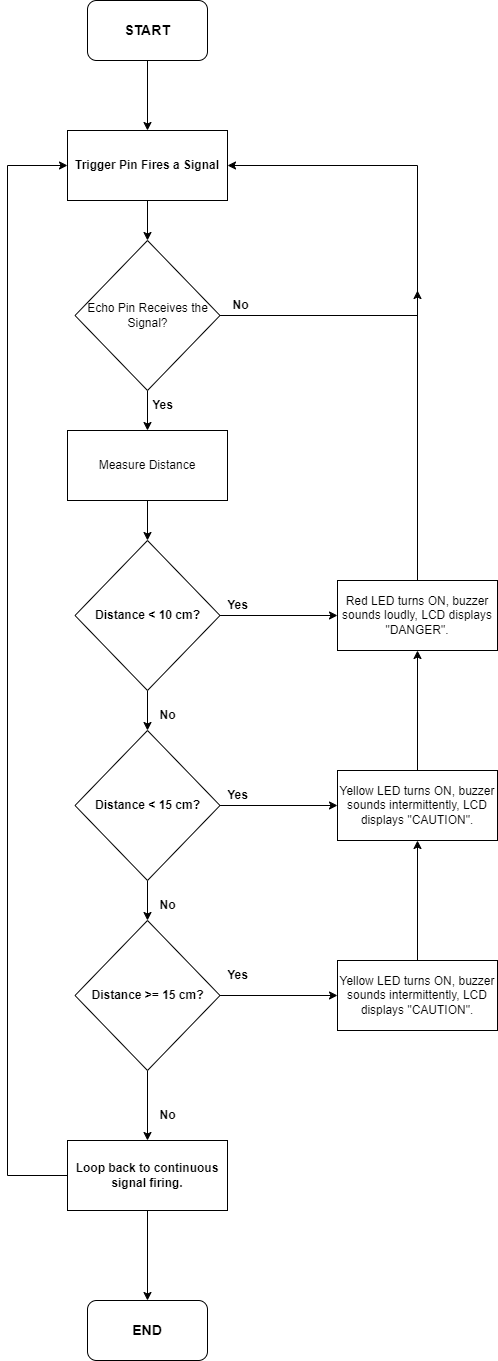 START
Trigger Pin Fires a Signal
Echo Pin Receives the
Signal?
No
Yes
Measure Distance
Distance < 10 cm?
Yes
Red LED turns ON, buzzer
sounds loudly, LCD displays
"DANGER".
No
Distance < 15 cm?
Yes
Yellow LED turns ON, buzzer
sounds intermittently, LCD
displays "CAUTION".
No
Distance >= 15 cm?
Yes
Yellow LED turns ON, buzzer
sounds intermittently, LCD
displays "CAUTION".
No
Loop back to continuous
signal firing.
END